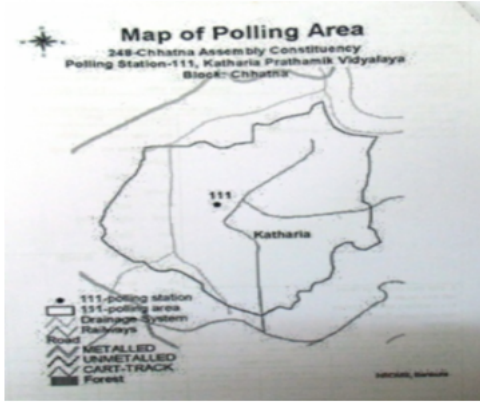 Map of Polling Area
248-Chhatna Assembly Constituency
Polling Station-111, Katharia Prathamik Vidyalaya
Block: Chhatna
111
Katharia
111-polling station
111-polling area
Drainage-System
Railways
Road
METALLED
UNMETALLED
CART-TRACK
Forest